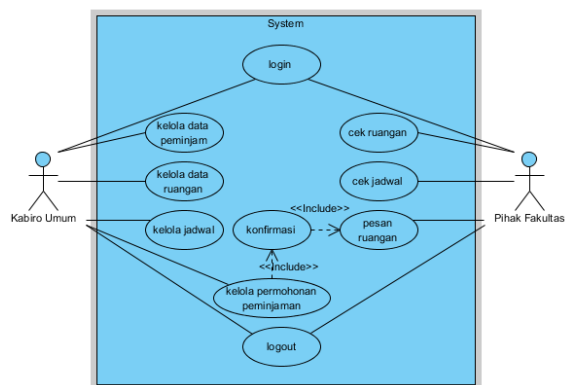 System
login
kelola data
peminjam
cek ruangan
kelola data
ruangan
cek jadwal
Kabiro Umum
Pihak Fakultas
<<Include>>
kelola jadwal
konfirmasi
pesan
ruangan
<<Include>>
kelola permohonan
peminjaman
logout